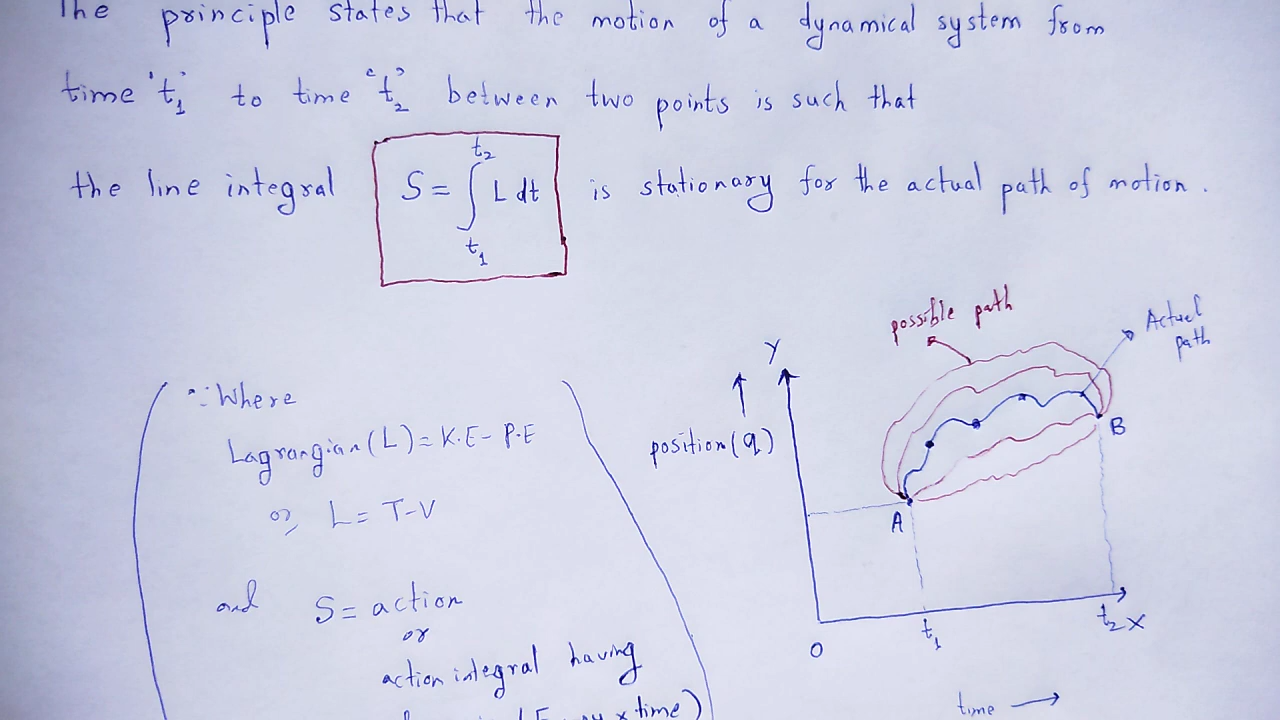 The principle states that the motion of a dynamical system from
time 't₁' to time 't₂' between two points is such that
the line integral S = ∫ₜ₁ᵗ² L dt is stationary for the actual path of motion.
∵ Where
Lagrangian (L) = K.E - P.E
or, L = T-V
and S = action
or
action integral having
x time)
possible path
Actual
path
Y
position (q)
A
B
O
t₁
t₂ X
time →